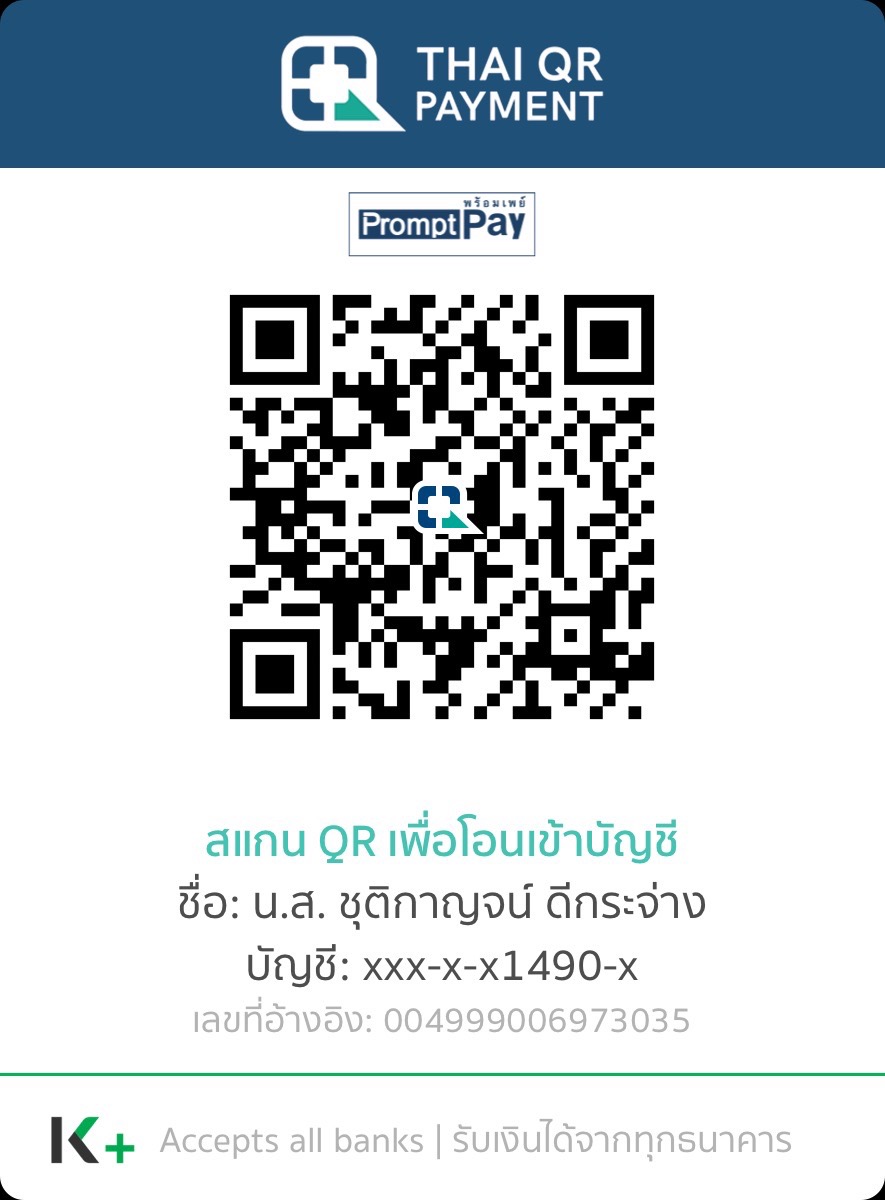 THAI QR
PAYMENT
พร้อมเพย์
PromptPay
สแกน QR เพื่อโอนเข้าบัญชี
ชื่อ: น.ส. ชุติกาญจน์ ดีกระจ่าง
บัญชี: xxx-x-x1490-x
เลขที่อ้างอิง: 004999006973035
K+ Accepts all banks | รับเงินได้จากทุกธนาคาร